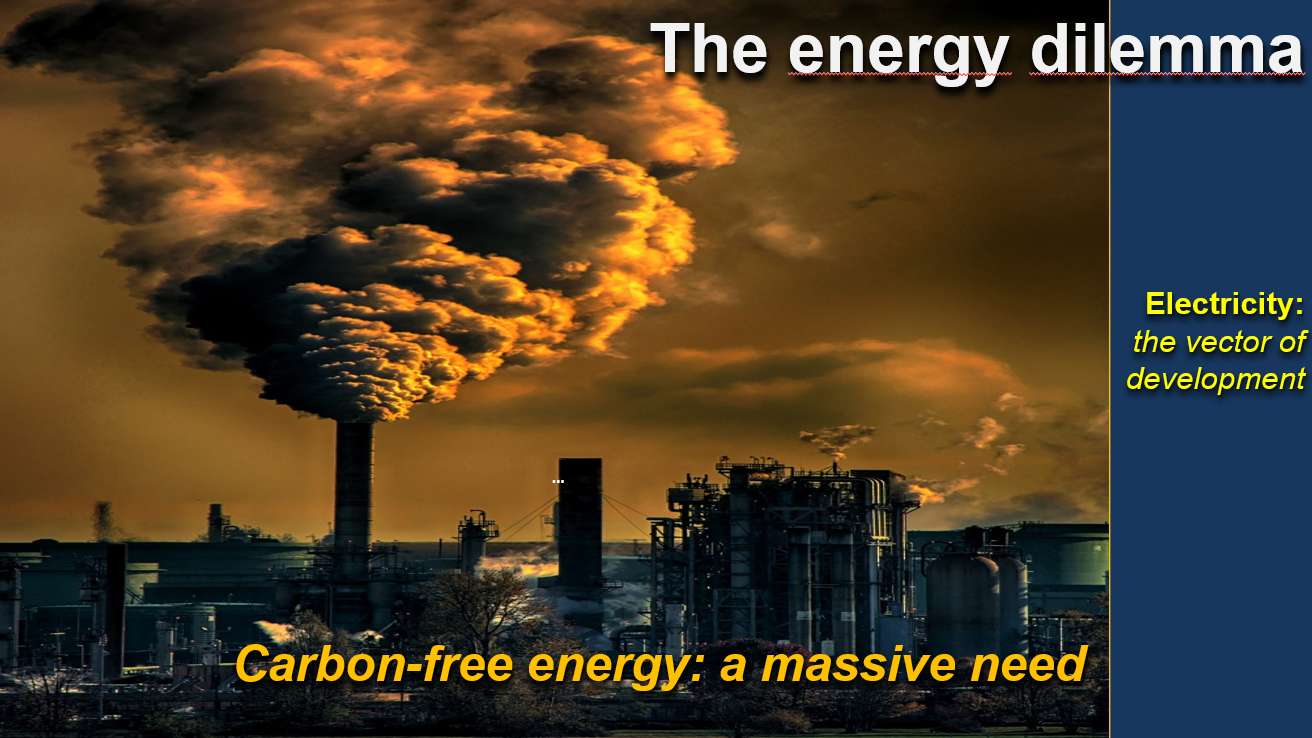 The energy dilemma
Electricity:
the vector of
development
...
Carbon-free energy: a massive need